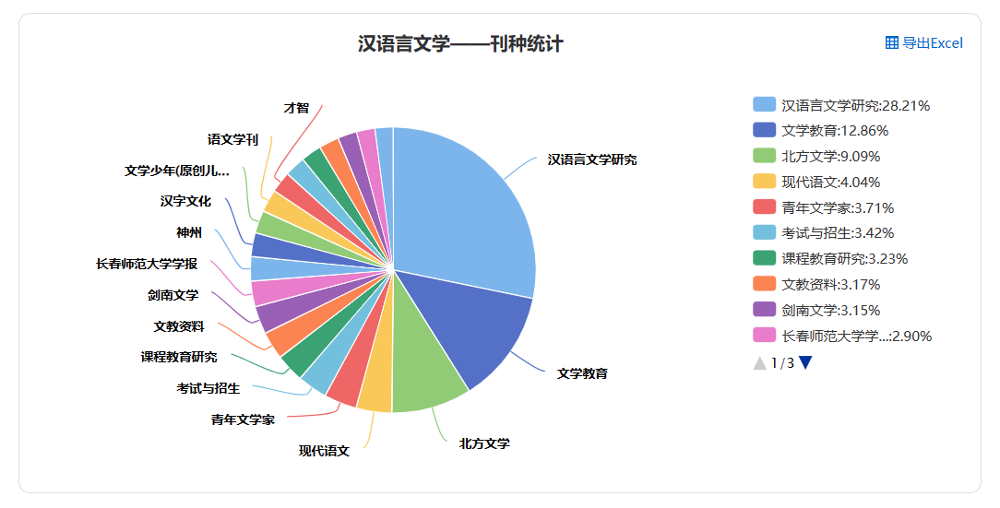 汉语言文学——刊种统计
导出Excel
才智
语文学刊
文学少年(原创儿...
汉字文化
神州
长春师范大学学报
剑南文学
文教资料
课程教育研究
考试与招生
青年文学家
现代语文
北方文学
文学教育
汉语言文学研究
汉语言文学研究:28.21%
文学教育:12.86%
北方文学:9.09%
现代语文:4.04%
青年文学家:3.71%
考试与招生:3.42%
课程教育研究:3.23%
文教资料:3.17%
剑南文学:3.15%
长春师范大学学...:2.90%
1/3